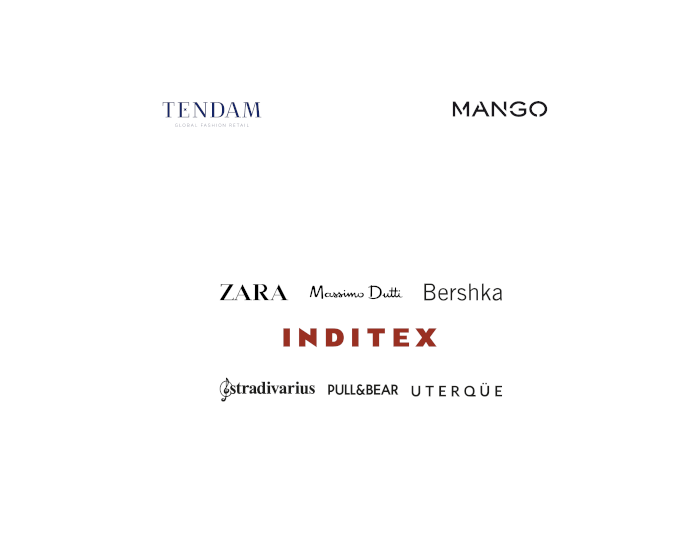 TENDAM MANGO
GLOBAL FASHION RETAIL
ZARA Massimo Dutti Bershka
INDITEX
stradivarius PULL&BEAR UTERQÜE